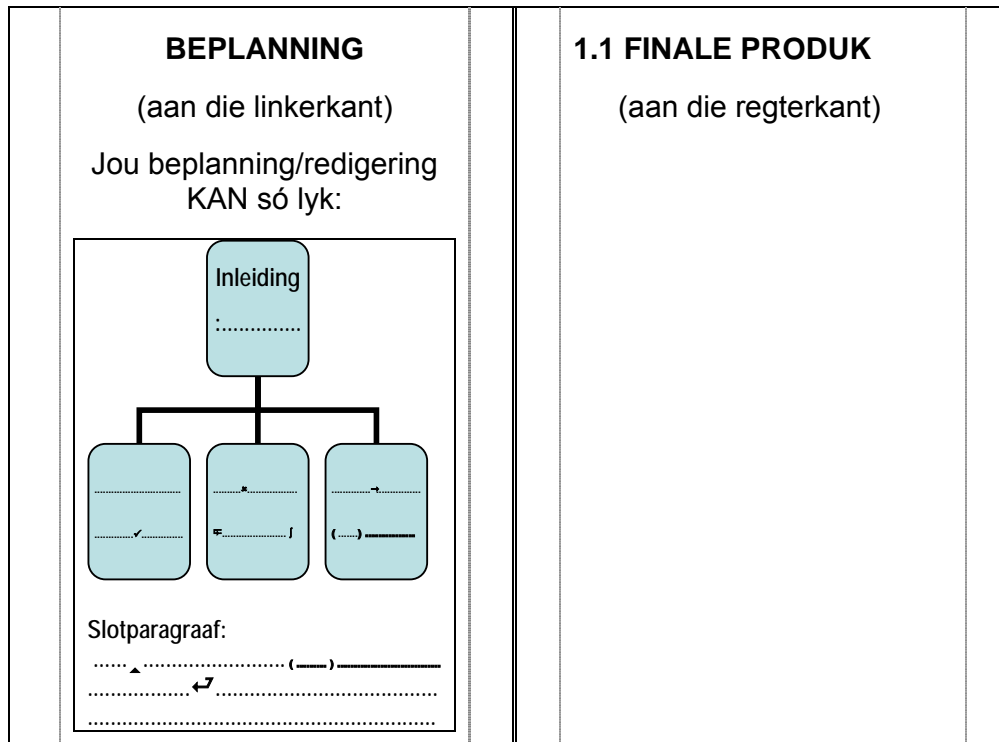 BEPLANNING
(aan die linkerkant)
Jou beplanning/redigering
KAN só lyk:
Inleiding
:..............
..............................
.............✓..............
.........×.................
₣...................... ∫
.............→..............
(.......) ................
Slotparagraaf:
......▲.........................(.........)..........................
..................↵.......................................
.............................................................
1.1 FINALE PRODUK
(aan die regterkant)